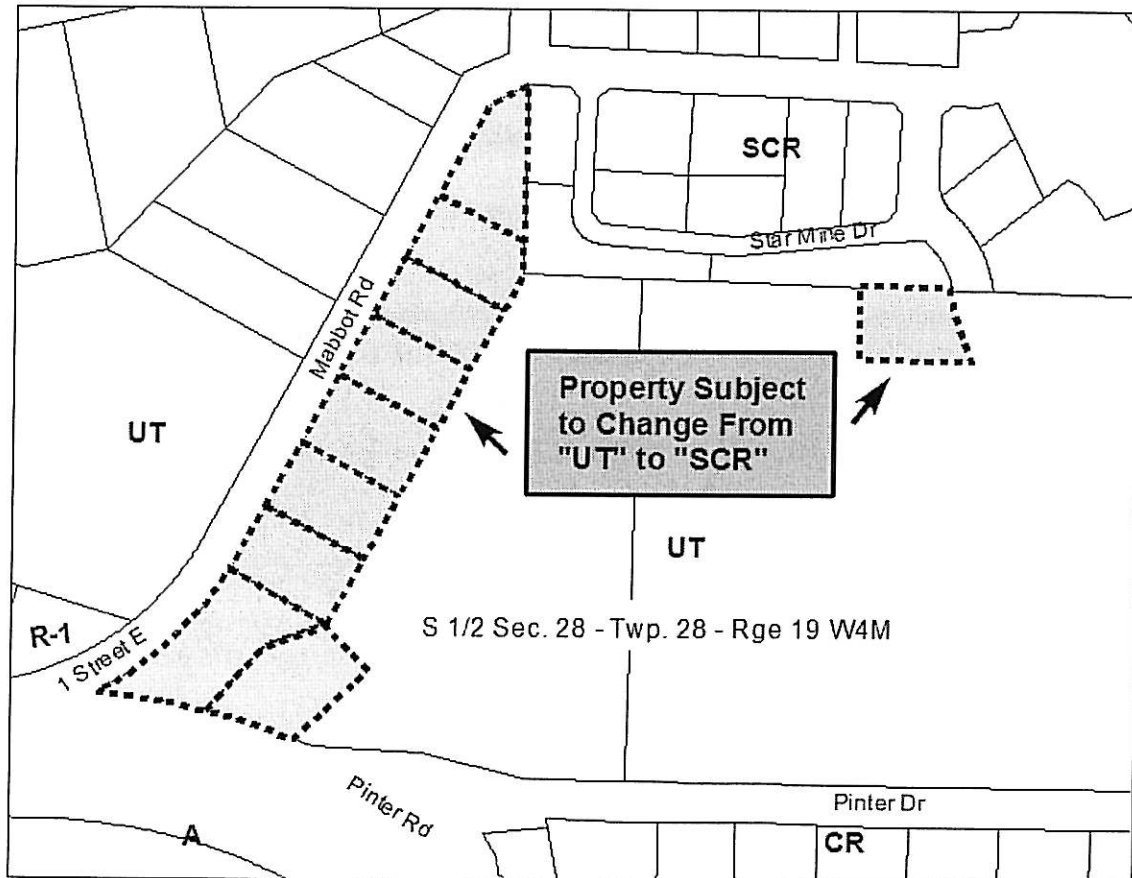 SCR
Star Mine Dr
Mabbot Rd
Property Subject
to Change From
"UT" to "SCR"
UT
UT
S 1/2 Sec. 28 - Twp. 28 - Rge 19 W4M
R-1
1 Street E
Pinter Rd
Pinter Dr
A
CR